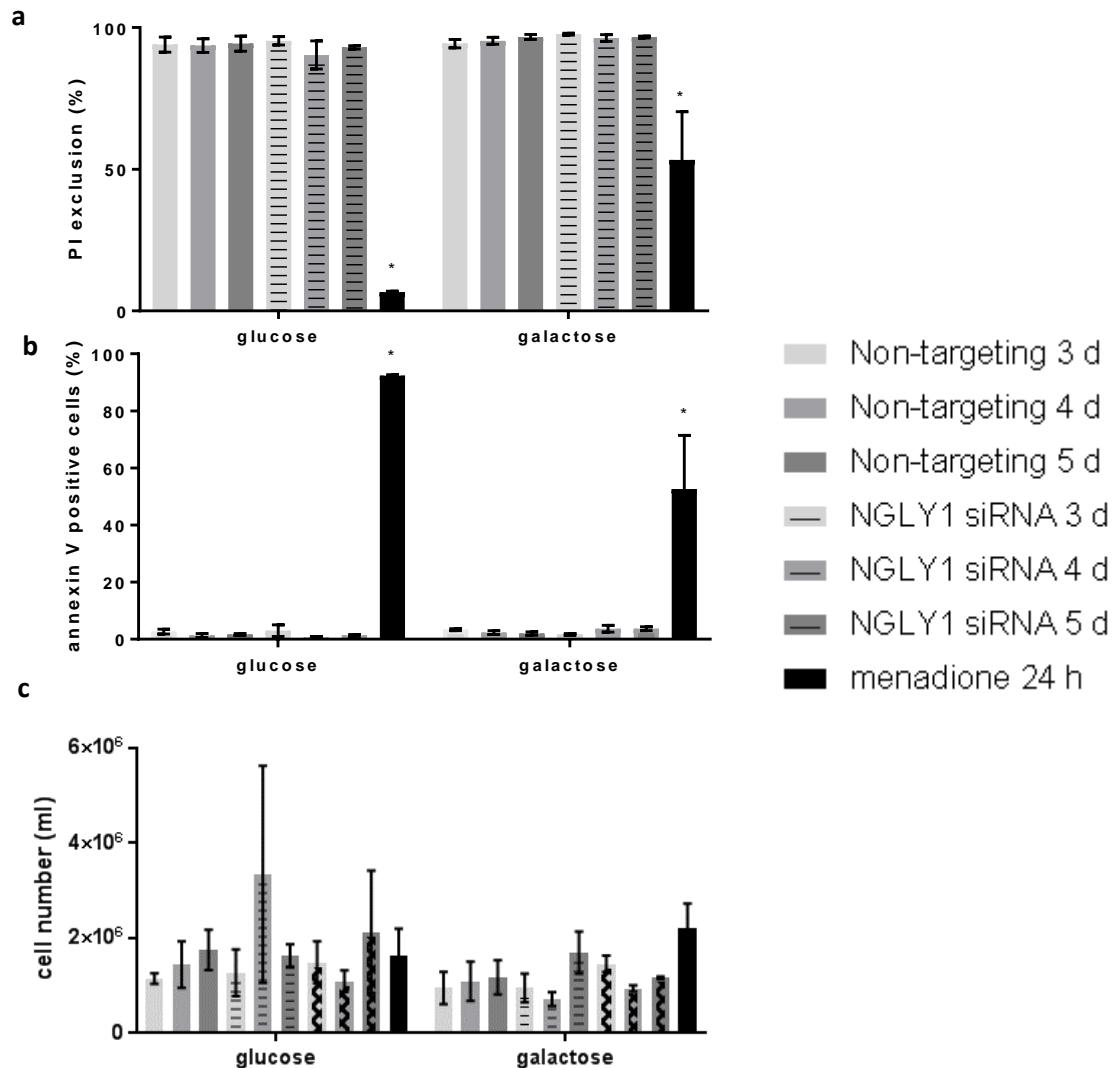 a
PI exclusion (%)
100
50
0
*
*
glucose
galactose
b
annexin V positive cells (%)
100
80
60
40
20
0
*
*
glucose
galactose
Non-targeting 3 d
Non-targeting 4 d
Non-targeting 5 d
NGLY1 siRNA 3 d
NGLY1 siRNA 4 d
NGLY1 siRNA 5 d
menadione 24 h
c
cell number (ml)
6×10⁶
4×10⁶
2×10⁶
0
glucose
galactose